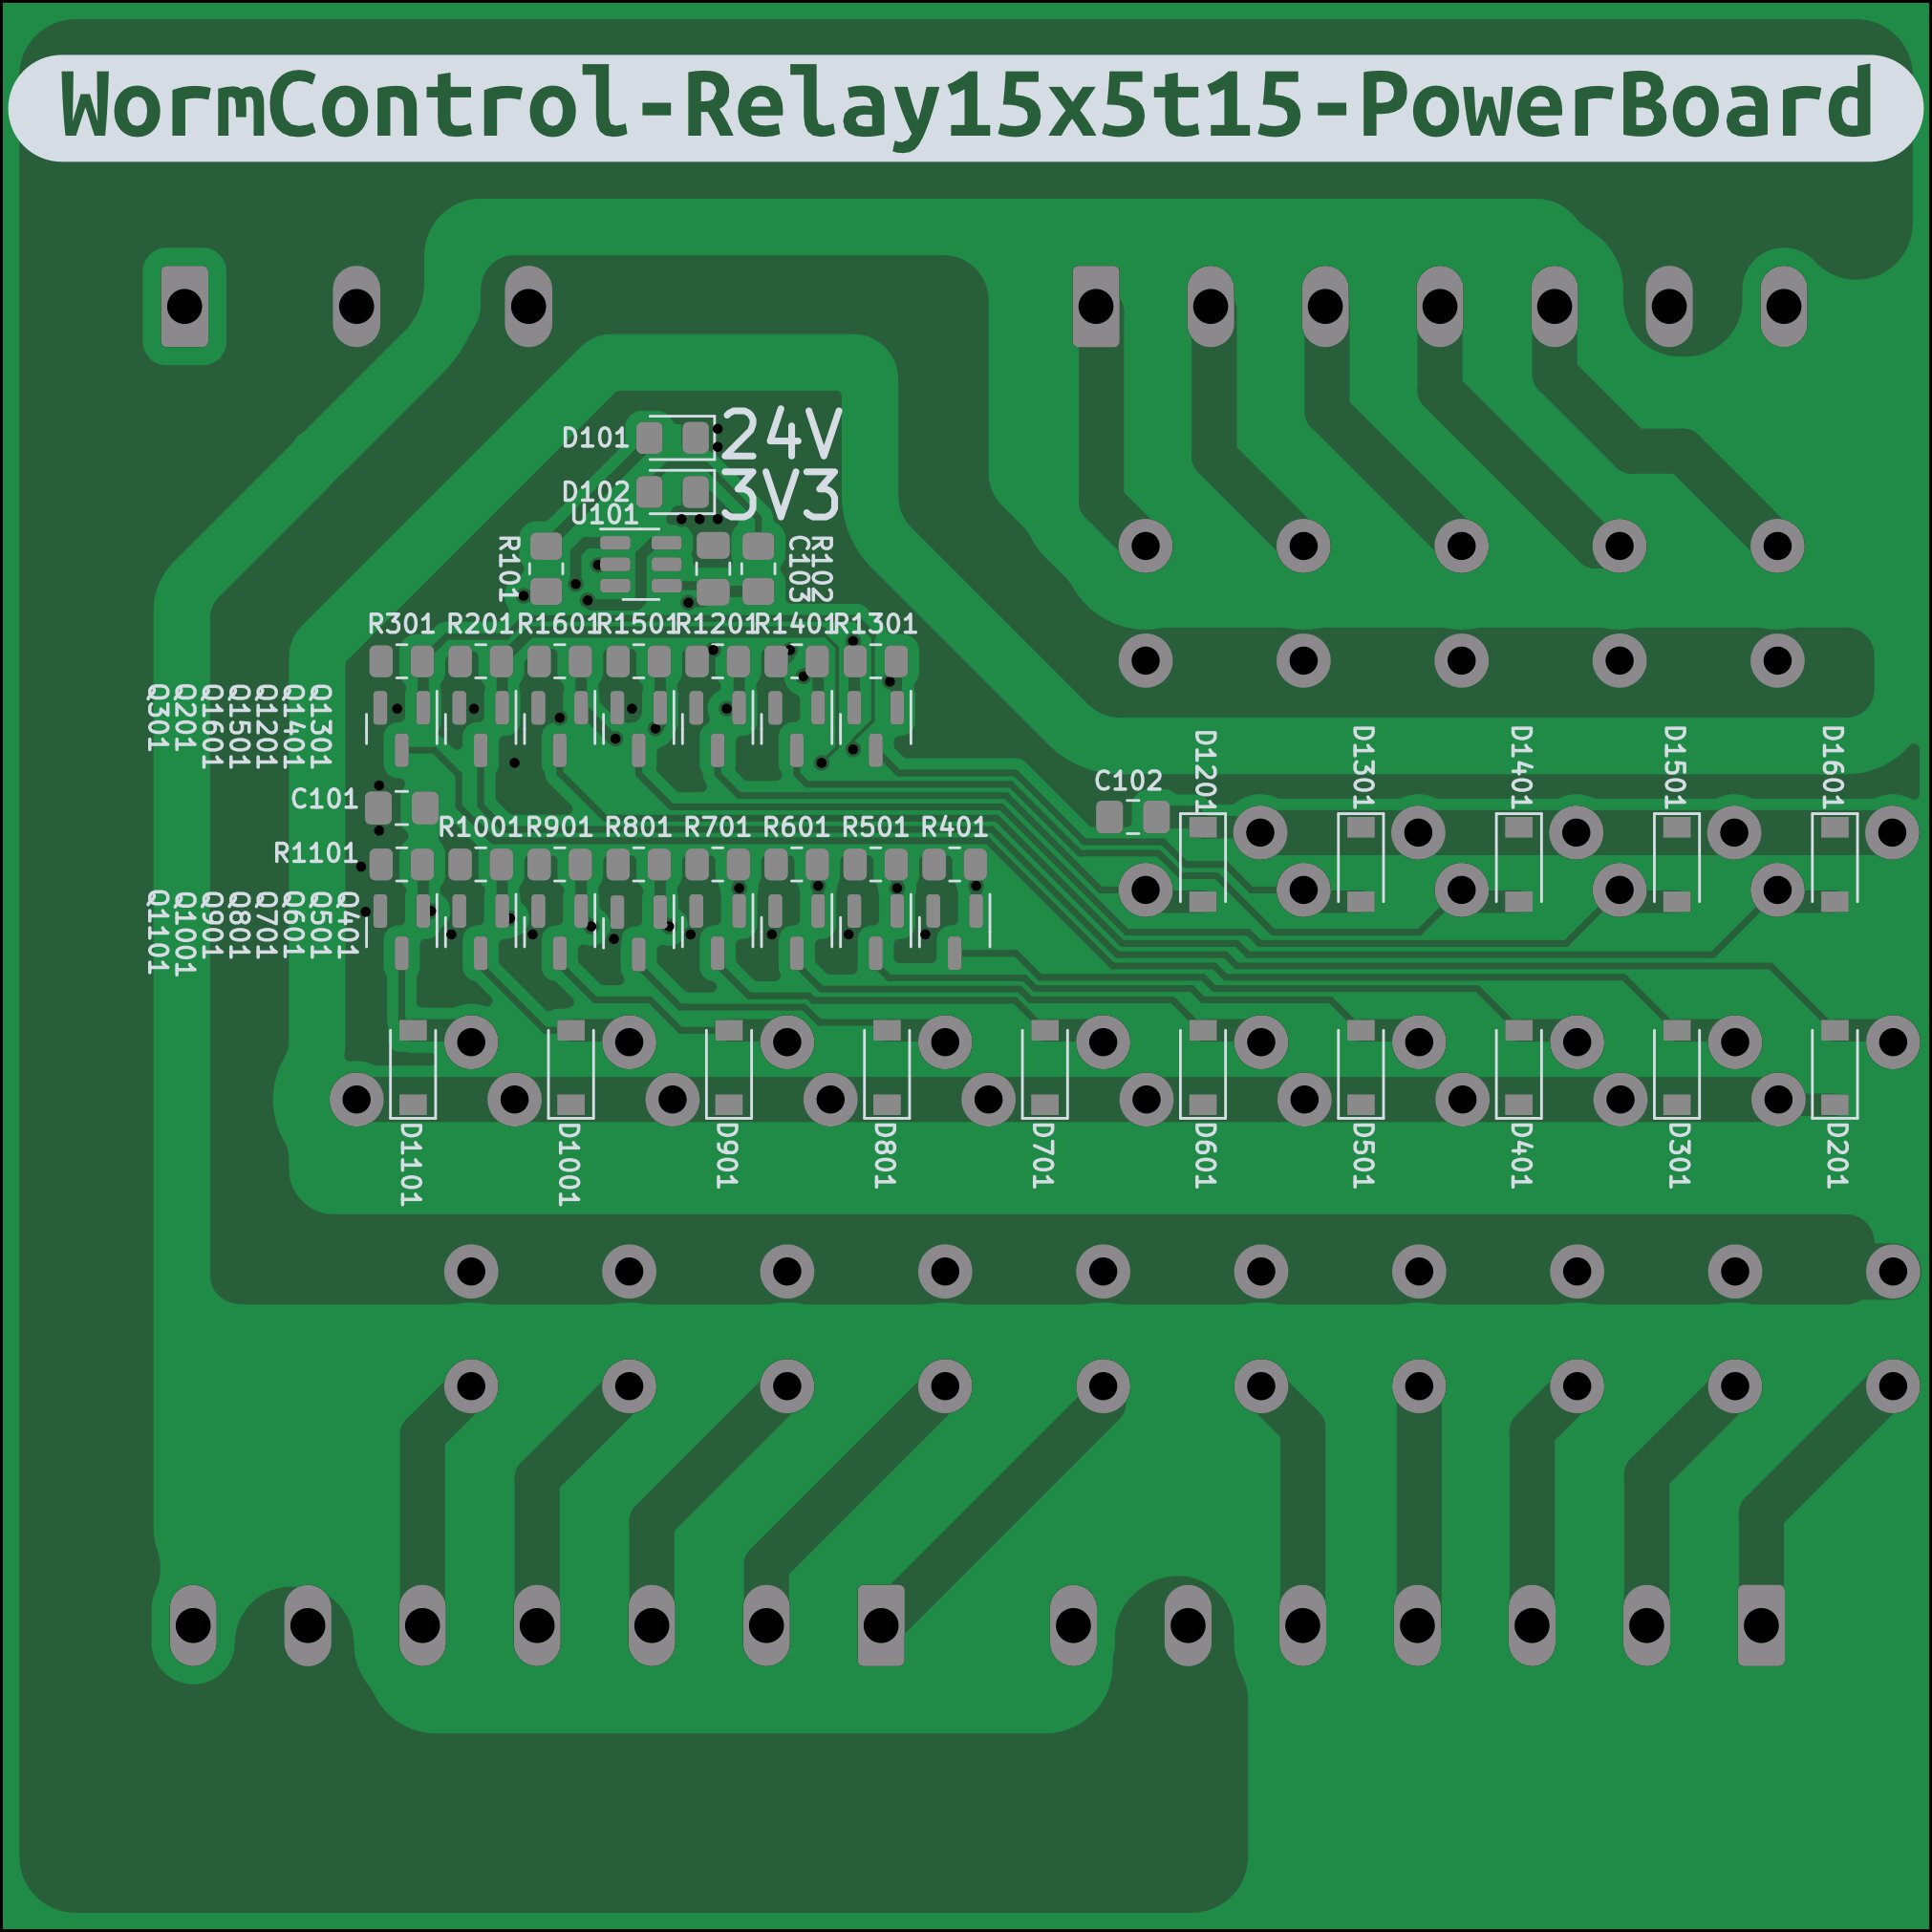 WormControl-Relay15x5t15-PowerBoard
D101 24V
D102 3V3
U101
R101 C103 R102
R301 R201 R1601 R1501 R1201 R1401 R1301
Q301 Q201 Q1601 Q1501 Q1201 Q1401 Q1301
D1201 D1301 D1401 D1501 D1601
C101 C102
R1001 R901 R801 R701 R601 R501 R401
R1101
Q1101 Q1001 Q901 Q801 Q701 Q601 Q501 Q401
D1101 D1001 D901 D801 D701 D601 D501 D401 D301 D201